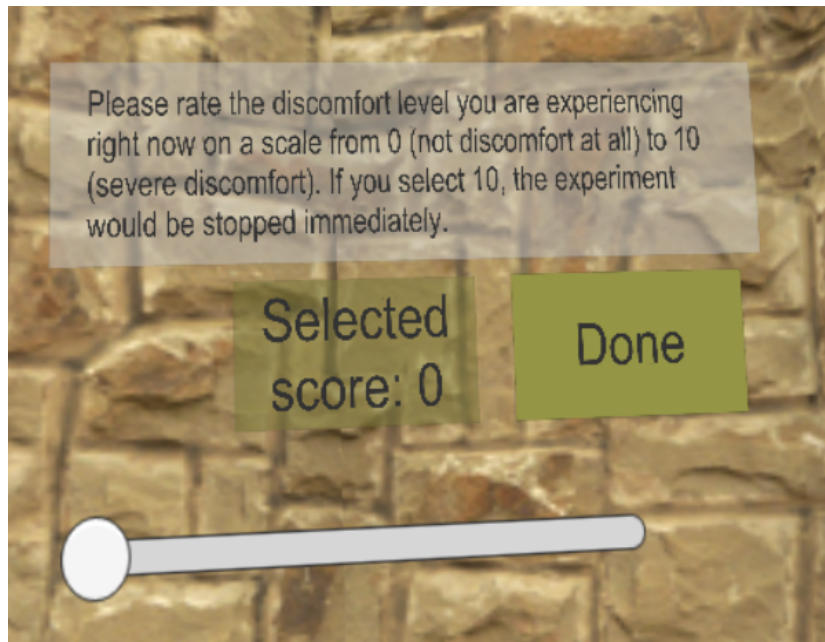 Please rate the discomfort level you are experiencing
right now on a scale from 0 (not discomfort at all) to 10
(severe discomfort). If you select 10, the experiment
would be stopped immediately.
Selected
score: 0
Done